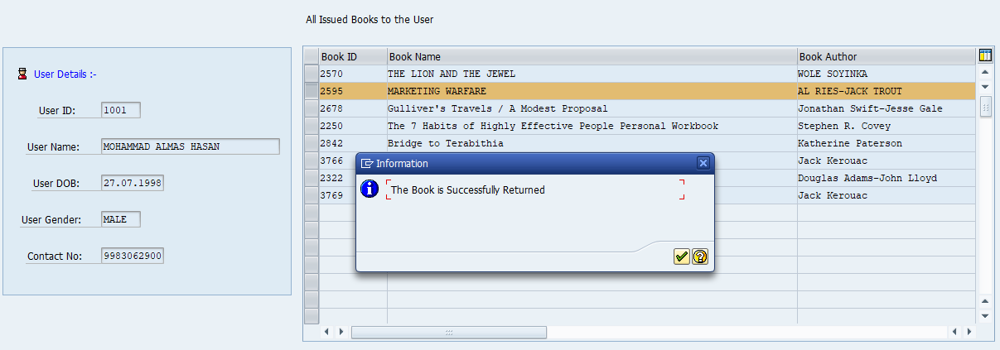 All Issued Books to the User
User Details :-
User ID: 1001
User Name: MOHAMMAD ALMAS HASAN
User DOB: 27.07.1998
User Gender: MALE
Contact No: 9983062900
Book ID Book Name Book Author
2570 THE LION AND THE JEWEL WOLE SOYINKA
2595 MARKETING WARFARE AL RIES-JACK TROUT
2678 Gulliver's Travels / A Modest Proposal Jonathan Swift-Jesse Gale
2250 The 7 Habits of Highly Effective People Personal Workbook Stephen R. Covey
2842 Bridge to Terabithia Katherine Paterson
3766 Jack Kerouac
2322 Douglas Adams-John Lloyd
3769 Jack Kerouac
Information
The Book is Successfully Returned